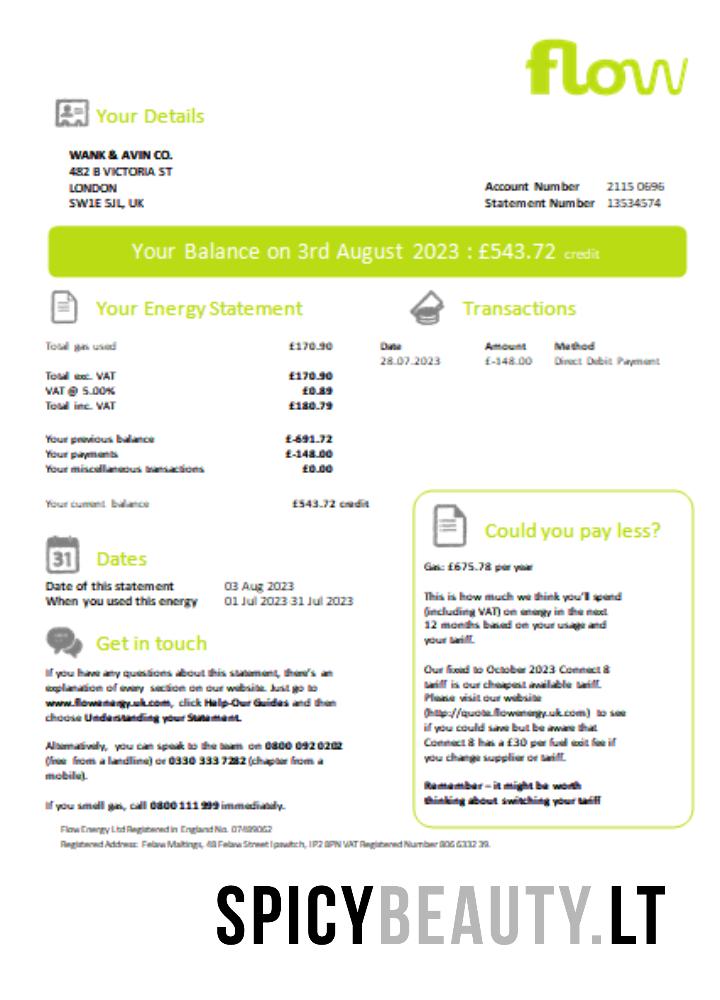 flow
Your Details
WANK & AVIN CO.
482 B VICTORIA ST
LONDON
SW1E 5JL, UK
Account Number 2115 0696
Statement Number 13534574
Your Balance on 3rd August 2023 : £543.72 credit
Your Energy Statement
Total gas used £170.90
Total exc. VAT £170.90
VAT @ 5.00% £0.89
Total inc. VAT £180.79
Your previous balance £-691.72
Your payments £-148.00
Your miscellaneous transactions £0.00
Your current balance £543.72 credit
Transactions
Date Amount Method
28.07.2023 £-148.00 Direct Debit Payment
31 Dates
Date of this statement 03 Aug 2023
When you used this energy 01 Jul 2023-31 Jul 2023
Get in touch
If you have any questions about this statement, there's an
explanation of every section on our website. Just go to
www.flowenergy.uk.com, click Help-Our Guides and then
choose Understanding your Statement.
Alternatively, you can speak to the team on 0800 092 0202
(free from a landline) or 0330 333 7282 (chapter from a
mobile).
If you smell gas, call 0800 111 999 immediately.
Could you pay less?
Gas: £675.78 per year
This is how much we think you'll spend
(including VAT) on energy in the next
12 months based on your usage and
your tariff.
Our fixed to October 2023 Connect 8
tariff is our cheapest available tariff.
Please visit our website
(http://quote.flowenergy.uk.com) to see
if you could save but be aware that
Connect 8 has a £30 per fuel exit fee if
you change supplier or tariff.
Remember – it might be worth
thinking about switching your tariff
Flow Energy Ltd Registered in England No. 07489062
Registered Address: Felaw Maltings, 48 Felaw Street Ipswitch, IP2 8PN VAT Registered Number 806 6332 39.
SPICYBEAUTY.LT